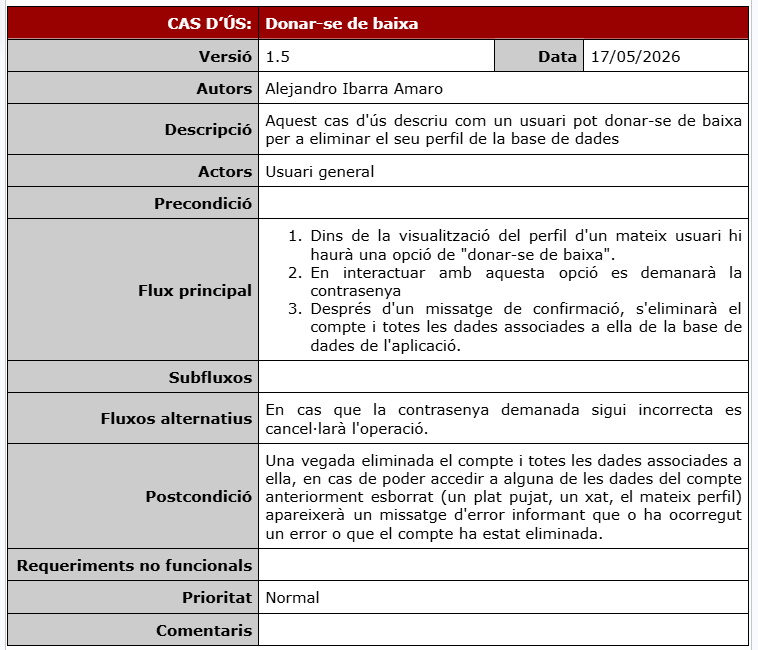 CAS D’ÚS: Donar-se de baixa
Versió 1.5 Data 17/05/2026
Autors Alejandro Ibarra Amaro
Descripció
Aquest cas d'ús descriu com un usuari pot donar-se de baixa
per a eliminar el seu perfil de la base de dades
Actors Usuari general
Precondició
Flux principal
1. Dins de la visualització del perfil d'un mateix usuari hi
haurà una opció de "donar-se de baixa".
2. En interactuar amb aquesta opció es demanarà la
contrasenya
3. Després d'un missatge de confirmació, s'eliminarà el
compte i totes les dades associades a ella de la base de
dades de l'aplicació.
Subfluxos
Fluxos alternatius
En cas que la contrasenya demanada sigui incorrecta es
cancel·larà l'operació.
Postcondició
Una vegada eliminada el compte i totes les dades associades a
ella, en cas de poder accedir a alguna de les dades del compte
anteriorment esborrat (un plat pujat, un xat, el mateix perfil)
apareixerà un missatge d'error informant que o ha ocorregut
un error o que el compte ha estat eliminada.
Requeriments no funcionals
Prioritat Normal
Comentaris